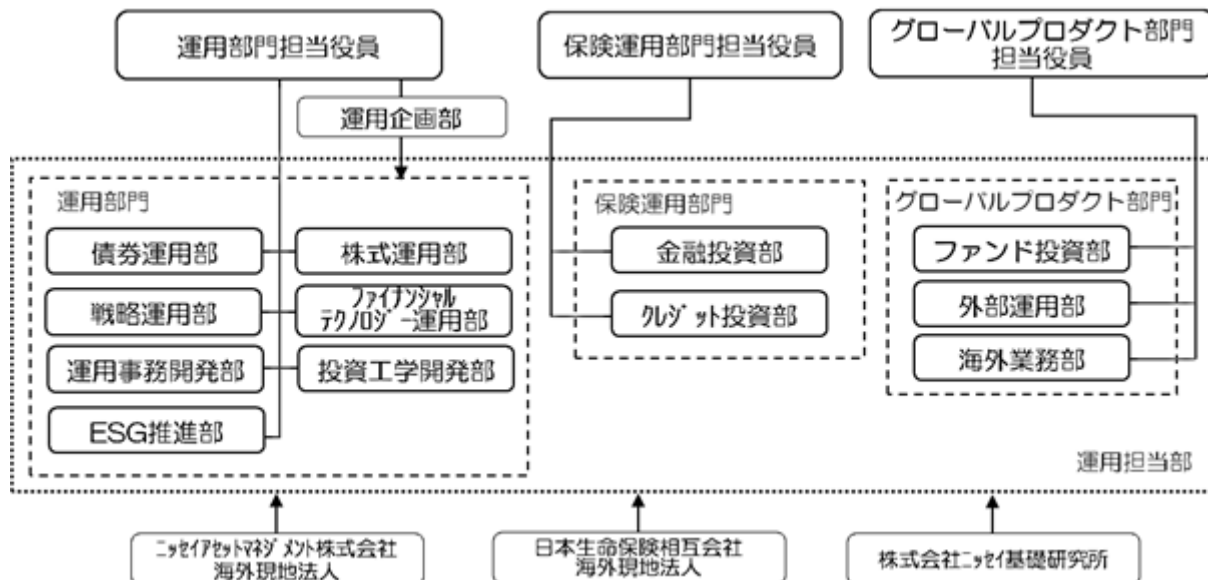 運用部門担当役員
保険運用部門担当役員
グローバルプロダクト部門
担当役員
運用企画部
運用部門
債券運用部
株式運用部
戦略運用部
ファイナンシャル
テクノロジー運用部
運用事務開発部
投資工学開発部
ESG推進部
保険運用部門
金融投資部
クレジット投資部
グローバルプロダクト部門
ファンド投資部
外部運用部
海外業務部
運用担当部
ニッセイアセットマネジメント株式会社
海外現地法人
日本生命保険相互会社
海外現地法人
株式会社ニッセイ基礎研究所